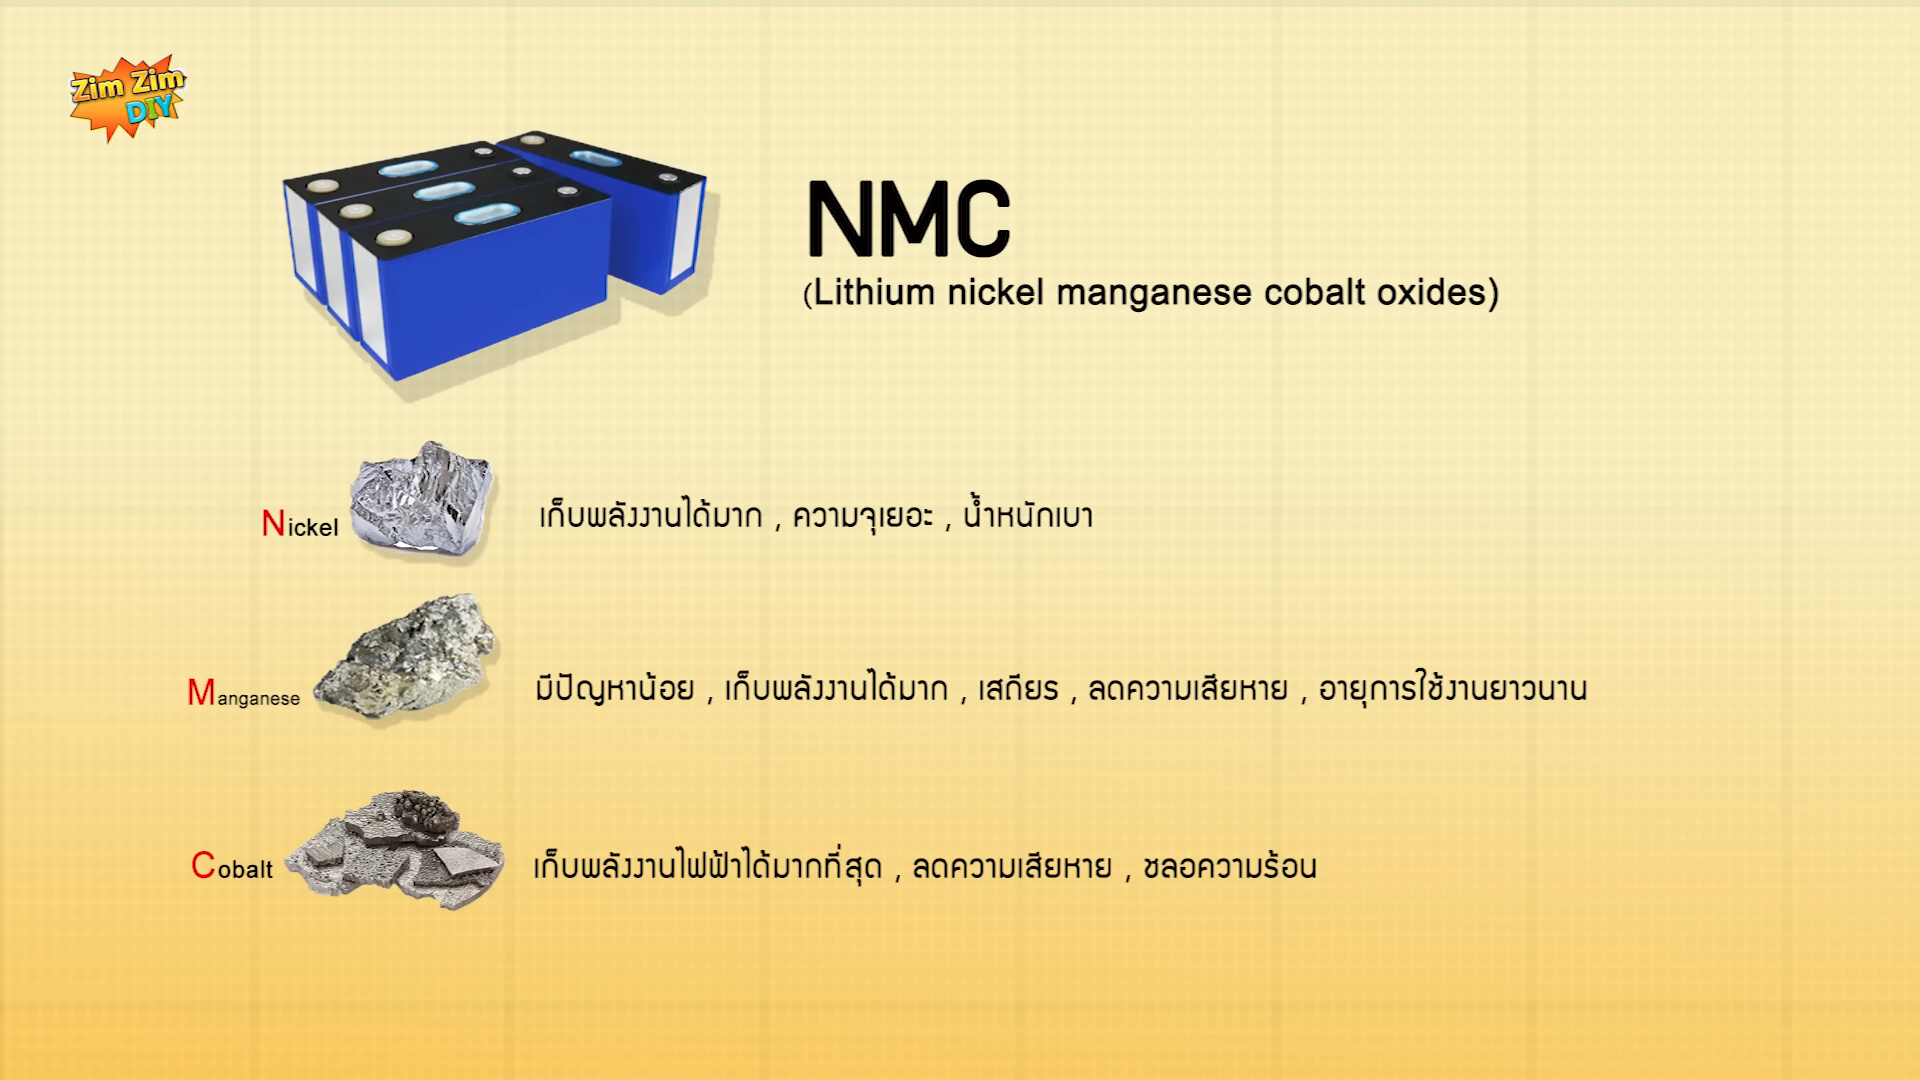 Zim Zim
DIY
NMC
(Lithium nickel manganese cobalt oxides)
Nickel
เก็บพลังงานได้มาก , ความจุเยอะ , น้ำหนักเบา
Manganese
มีปัญหาน้อย , เก็บพลังงานได้มาก , เสถียร , ลดความเสียหาย , อายุการใช้งานยาวนาน
Cobalt
เก็บพลังงานไฟฟ้าได้มากที่สุด , ลดความเสียหาย , ชลอความร้อน